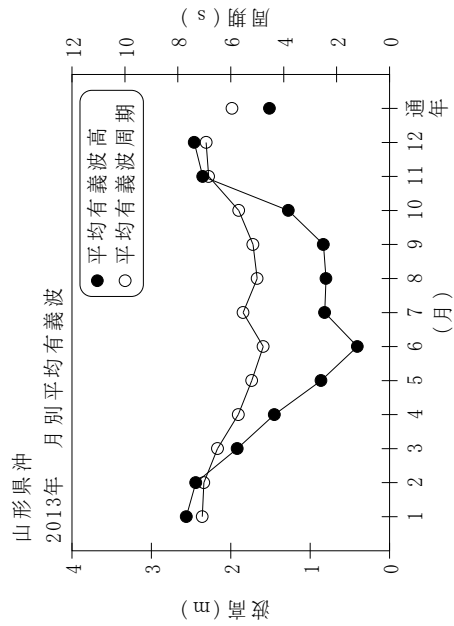 山形県沖
2013年 月別平均有義波
平均有義波高
平均有義波周期
波高(m)
4
3
2
1
0
周期(s)
12
10
8
6
4
2
0
1 2 3 4 5 6 7 8 9 10 11 12 通年
(月)